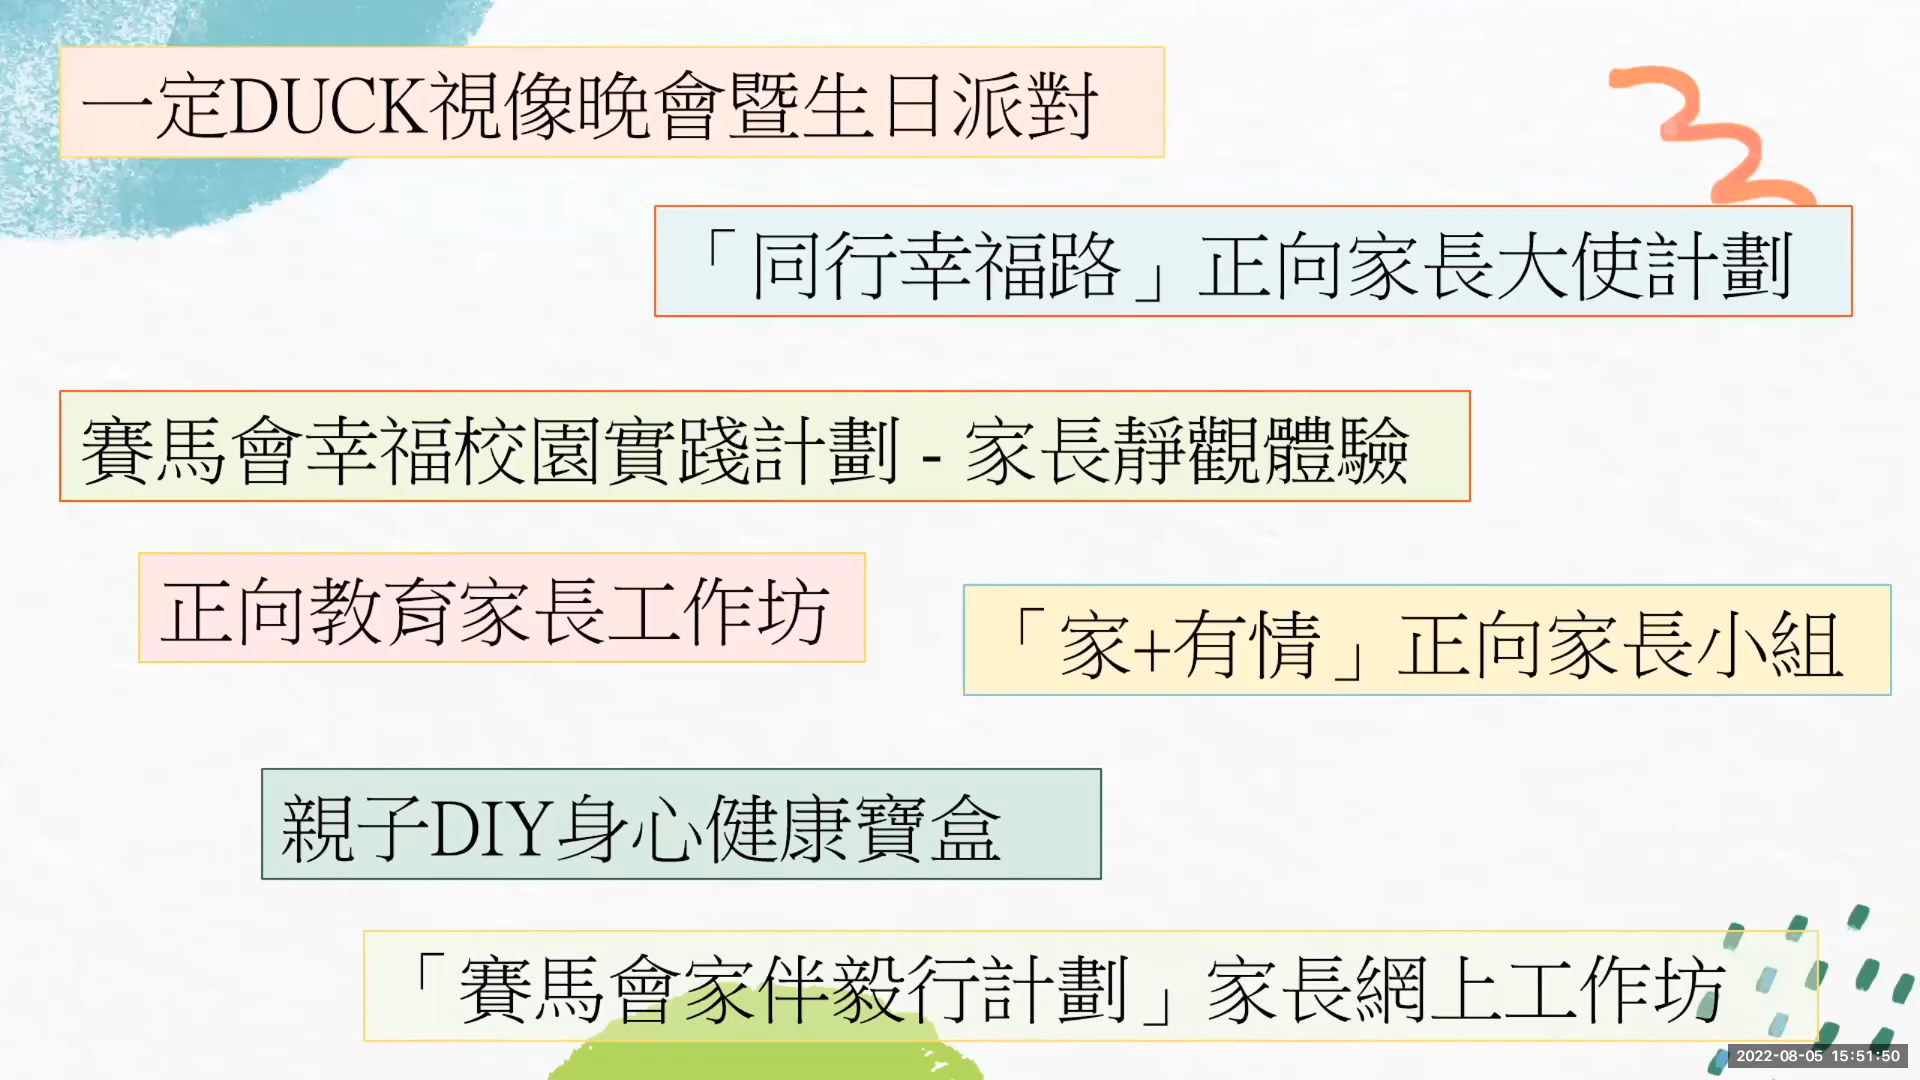 一定DUCK視像晚會暨生日派對
「同行幸福路」正向家長大使計劃
賽馬會幸福校園實踐計劃 - 家長靜觀體驗
正向教育家長工作坊
「家+有情」正向家長小組
親子DIY身心健康寶盒
「賽馬會家伴毅行計劃」家長網上工作坊
2022-08-05 15:51:50